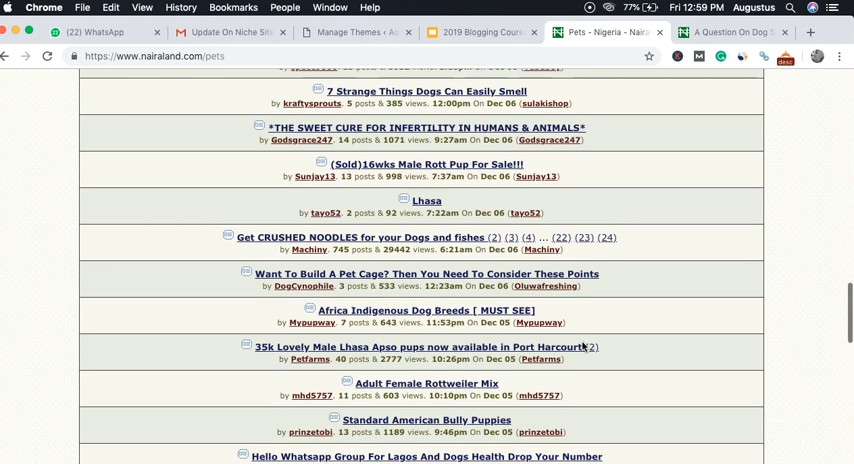 Chrome File Edit View History Bookmarks People Window Help 77% Fri 12:59 PM Augustus
(22) WhatsApp Update On Niche Sit Manage Themes ‹ A 2019 Blogging Cours Pets - Nigeria - Naira A Question On Dog S
https://www.nairaland.com/pets
desc
7 Strange Things Dogs Can Easily Smell
by kraftysprouts. 5 posts & 385 views. 12:00pm On Dec 06 (sulakishop)
*THE SWEET CURE FOR INFERTILITY IN HUMANS & ANIMALS*
by Godsgrace247. 14 posts & 1071 views. 9:27am On Dec 06 (Godsgrace247)
(Sold)16wks Male Rott Pup For Sale!!!
by Sunjay13. 13 posts & 998 views. 7:37am On Dec 06 (Sunjay13)
Lhasa
by tayo52. 2 posts & 92 views. 7:22am On Dec 06 (tayo52)
Get CRUSHED NOODLES for your Dogs and fishes (2) (3) (4) ... (22) (23) (24)
by Machiny. 745 posts & 29442 views. 6:21am On Dec 06 (Machiny)
Want To Build A Pet Cage? Then You Need To Consider These Points
by DogCynophile. 3 posts & 533 views. 12:23am On Dec 06 (Oluwafreshing)
Africa Indigenous Dog Breeds [ MUST SEE]
by Mypupway. 7 posts & 643 views. 11:53pm On Dec 05 (Mypupway)
35k Lovely Male Lhasa Apso pups now available in Port Harcourt (2)
by Petfarms. 40 posts & 2777 views. 10:26pm On Dec 05 (Petfarms)
Adult Female Rottweiler Mix
by mhd5757. 11 posts & 603 views. 10:10pm On Dec 05 (mhd5757)
Standard American Bully Puppies
by prinzetobi. 13 posts & 1189 views. 9:46pm On Dec 05 (prinzetobi)
Hello Whatsapp Group For Lagos And Dogs Health Drop Your Number